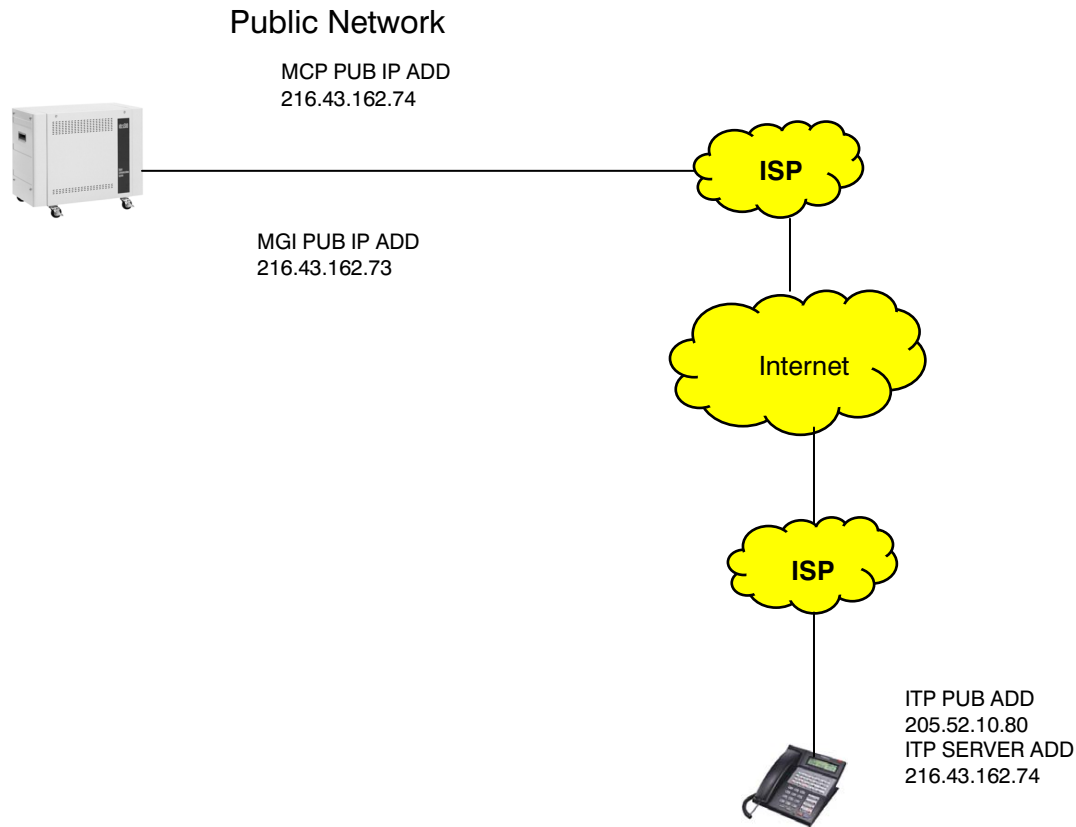 Public Network
MCP PUB IP ADD
216.43.162.74
ISP
MGI PUB IP ADD
216.43.162.73
Internet
ISP
ITP PUB ADD
205.52.10.80
ITP SERVER ADD
216.43.162.74